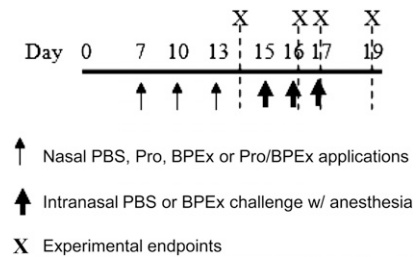 X X X X
Day 0 7 10 13 15 16 17 19
Nasal PBS, Pro, BPEx or Pro/BPEx applications
Intranasal PBS or BPEx challenge w/ anesthesia
X Experimental endpoints